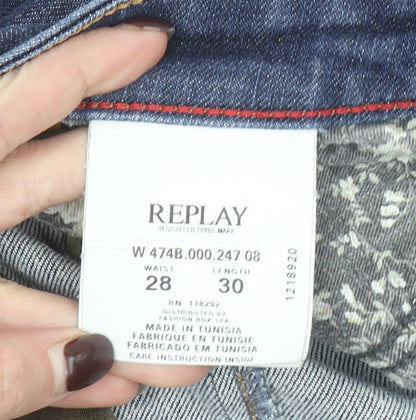 REPLAY
REGISTERED TRADE MARK
W 474B.000.247 08
WAIST LENGTH
28 30
RN 118292
DISTRIBUTED BY
FASHION BOX SPA
MADE IN TUNISIA
FABRIQUE EN TUNISIE
FABRICADO EM TUNISIA
CARE INSTRUCTION INSIDE
1218920